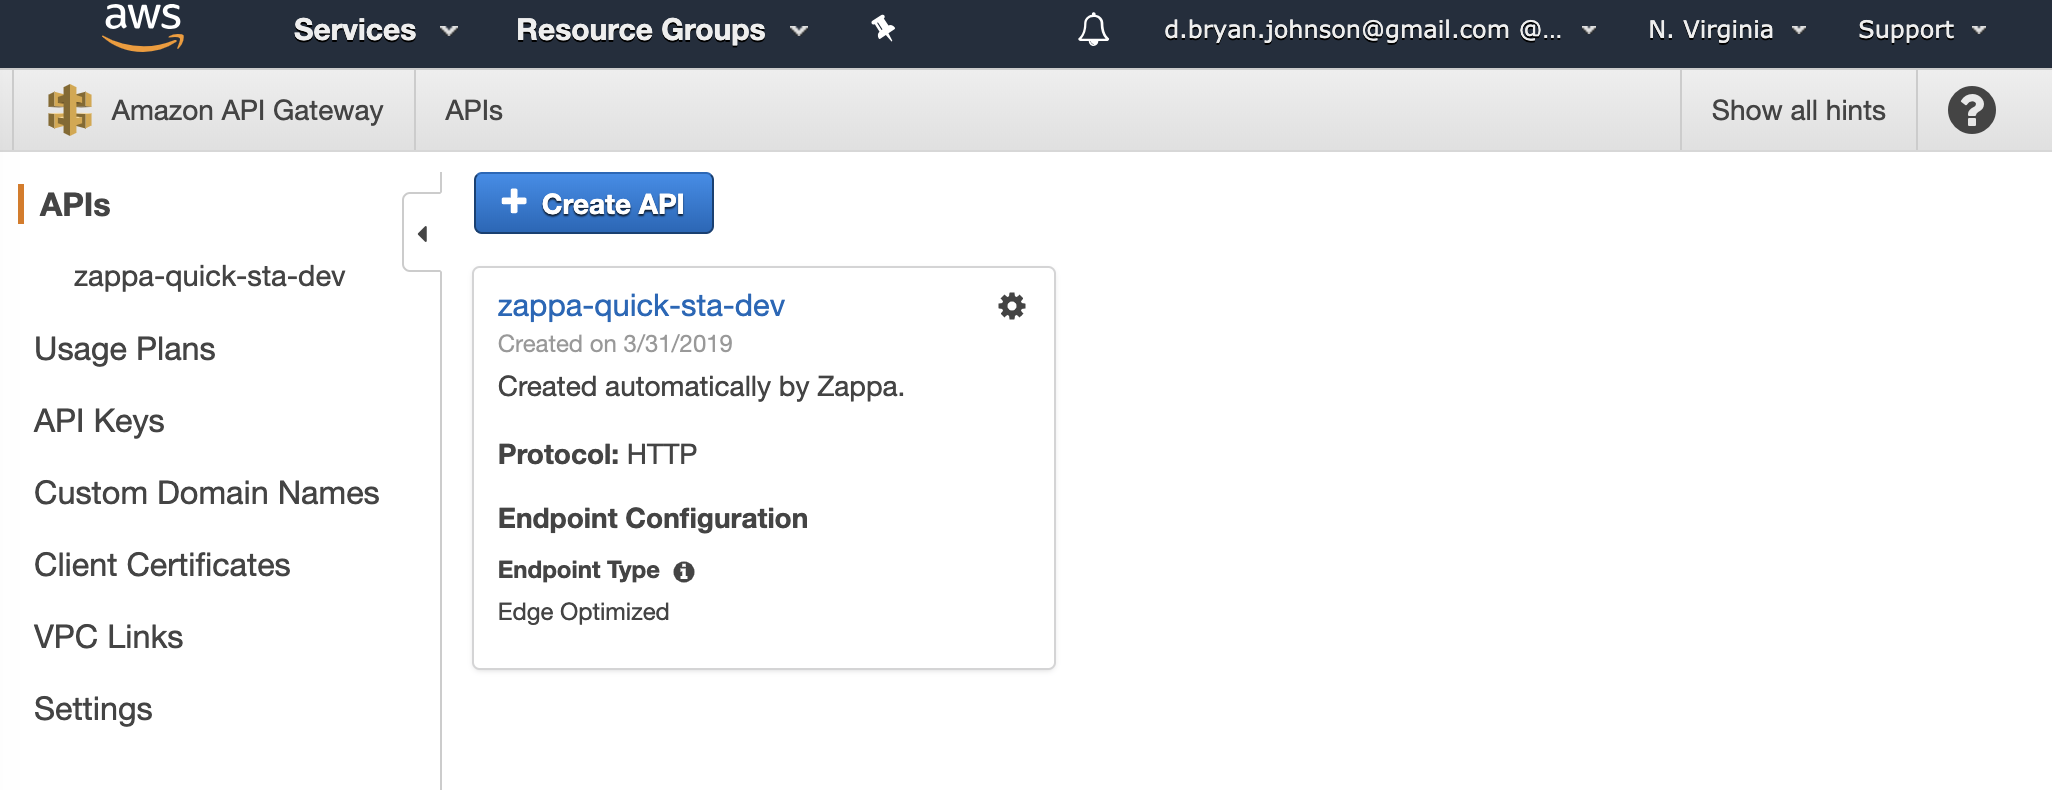 aws
Services
Resource Groups
d.bryan.johnson@gmail.com @...
N. Virginia
Support
Amazon API Gateway
APIs
Show all hints
?
APIs
zappa-quick-sta-dev
Usage Plans
API Keys
Custom Domain Names
Client Certificates
VPC Links
Settings
+ Create API
zappa-quick-sta-dev
Created on 3/31/2019
Created automatically by Zappa.
Protocol: HTTP
Endpoint Configuration
Endpoint Type
Edge Optimized